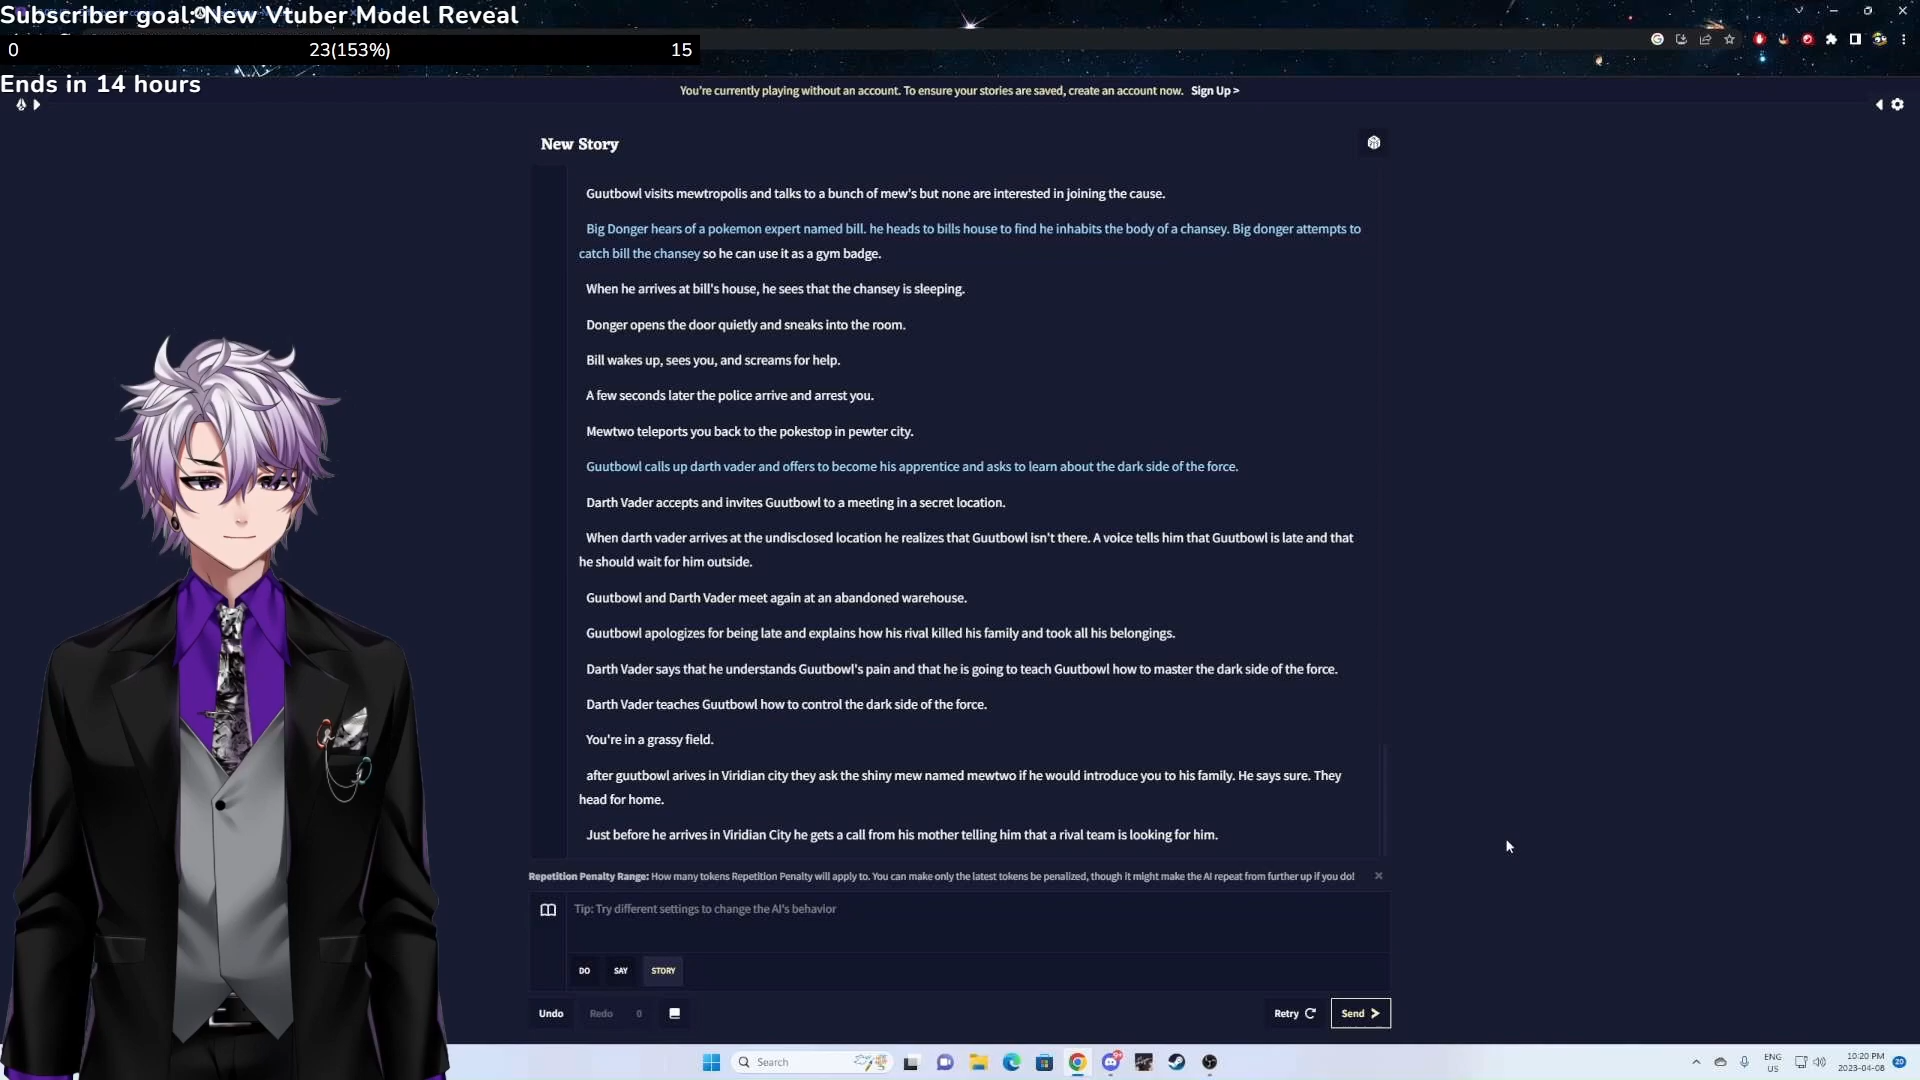 Subscriber goal: New Vtuber Model Reveal
0 23(153%) 15
Ends in 14 hours
You're currently playing without an account. To ensure your stories are saved, create an account now. Sign Up >
New Story
Guutbowl visits mewtropolis and talks to a bunch of mew's but none are interested in joining the cause.
Big Donger hears of a pokemon expert named bill. he heads to bills house to find he inhabits the body of a chansey. Big donger attempts to
catch bill the chansey so he can use it as a gym badge.
When he arrives at bill's house, he sees that the chansey is sleeping.
Donger opens the door quietly and sneaks into the room.
Bill wakes up, sees you, and screams for help.
A few seconds later the police arrive and arrest you.
Mewtwo teleports you back to the pokestop in pewter city.
Guutbowl calls up darth vader and offers to become his apprentice and asks to learn about the dark side of the force.
Darth Vader accepts and invites Guutbowl to a meeting in a secret location.
When darth vader arrives at the undisclosed location he realizes that Guutbowl isn't there. A voice tells him that Guutbowl is late and that
he should wait for him outside.
Guutbowl and Darth Vader meet again at an abandoned warehouse.
Guutbowl apologizes for being late and explains how his rival killed his family and took all his belongings.
Darth Vader says that he understands Guutbowl's pain and that he is going to teach Guutbowl how to master the dark side of the force.
Darth Vader teaches Guutbowl how to control the dark side of the force.
You're in a grassy field.
after guutbowl arives in Viridian city they ask the shiny mew named mewtwo if he would introduce you to his family. He says sure. They
head for home.
Just before he arrives in Viridian City he gets a call from his mother telling him that a rival team is looking for him.
Repetition Penalty Range: How many tokens Repetition Penalty will apply to. You can make only the latest tokens be penalized, though it might make the AI repeat from further up if you do!
Tip: Try different settings to change the AI's behavior
DO SAY STORY
Undo Redo 0 Retry Send
Search
ENG
US
10:20 PM
2023-04-08
20